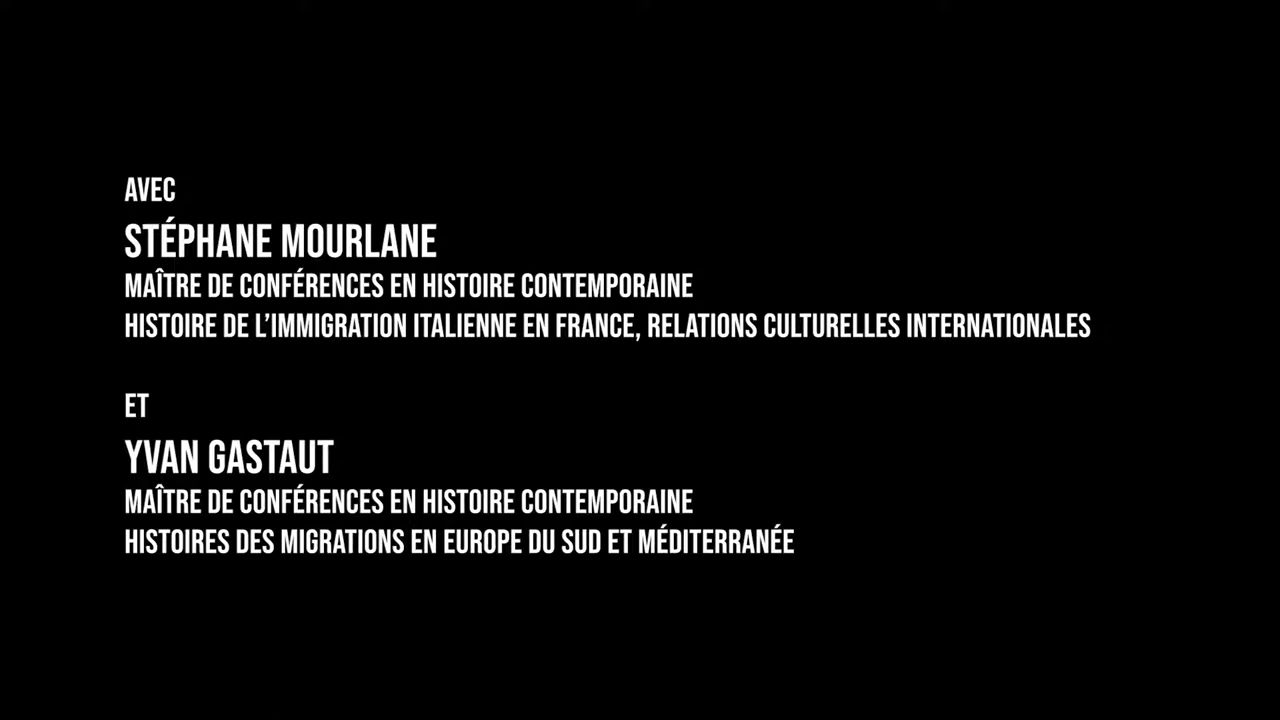 AVEC
STÉPHANE MOURLANE
MAÎTRE DE CONFÉRENCES EN HISTOIRE CONTEMPORAINE
HISTOIRE DE L’IMMIGRATION ITALIENNE EN FRANCE, RELATIONS CULTURELLES INTERNATIONALES
ET
YVAN GASTAUT
MAÎTRE DE CONFÉRENCES EN HISTOIRE CONTEMPORAINE
HISTOIRES DES MIGRATIONS EN EUROPE DU SUD ET MÉDITERRANÉE